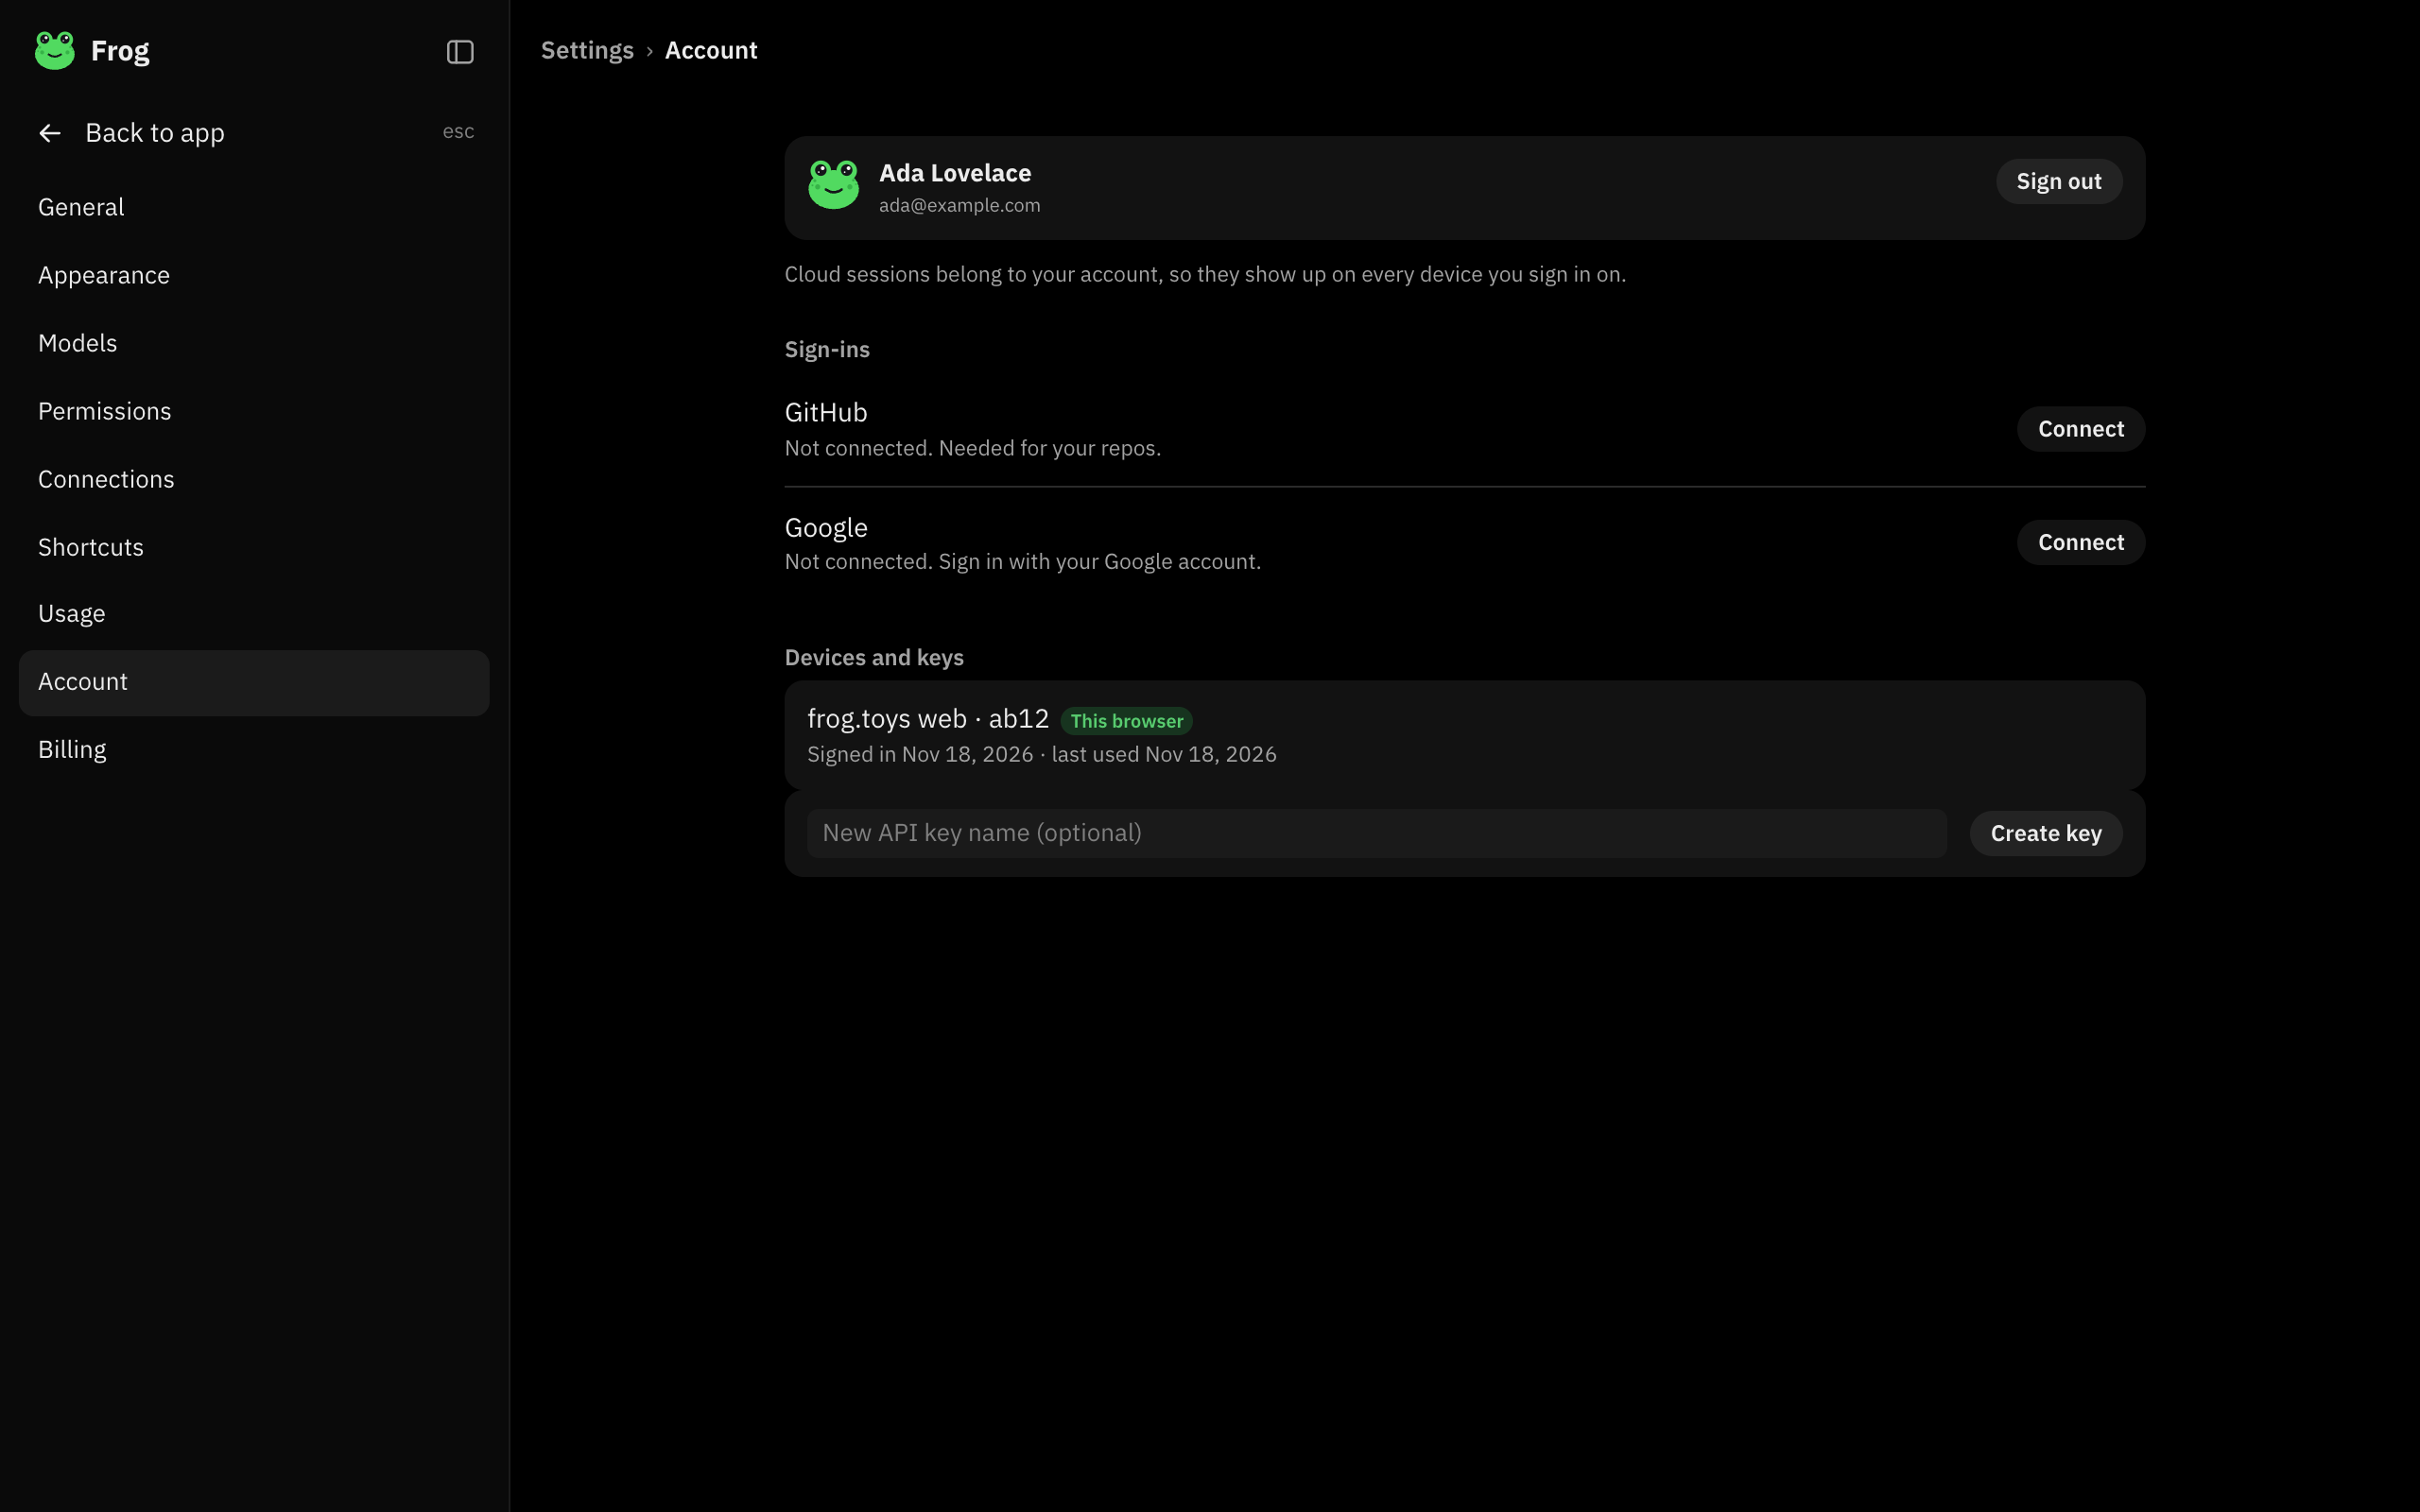 Frog
Back to app
esc
General
Appearance
Models
Permissions
Connections
Shortcuts
Usage
Account
Billing
Settings › Account
Ada Lovelace
ada@example.com
Sign out
Cloud sessions belong to your account, so they show up on every device you sign in on.
Sign-ins
GitHub
Not connected. Needed for your repos.
Connect
Google
Not connected. Sign in with your Google account.
Connect
Devices and keys
frog.toys web · ab12 This browser
Signed in Nov 18, 2026 · last used Nov 18, 2026
New API key name (optional)
Create key